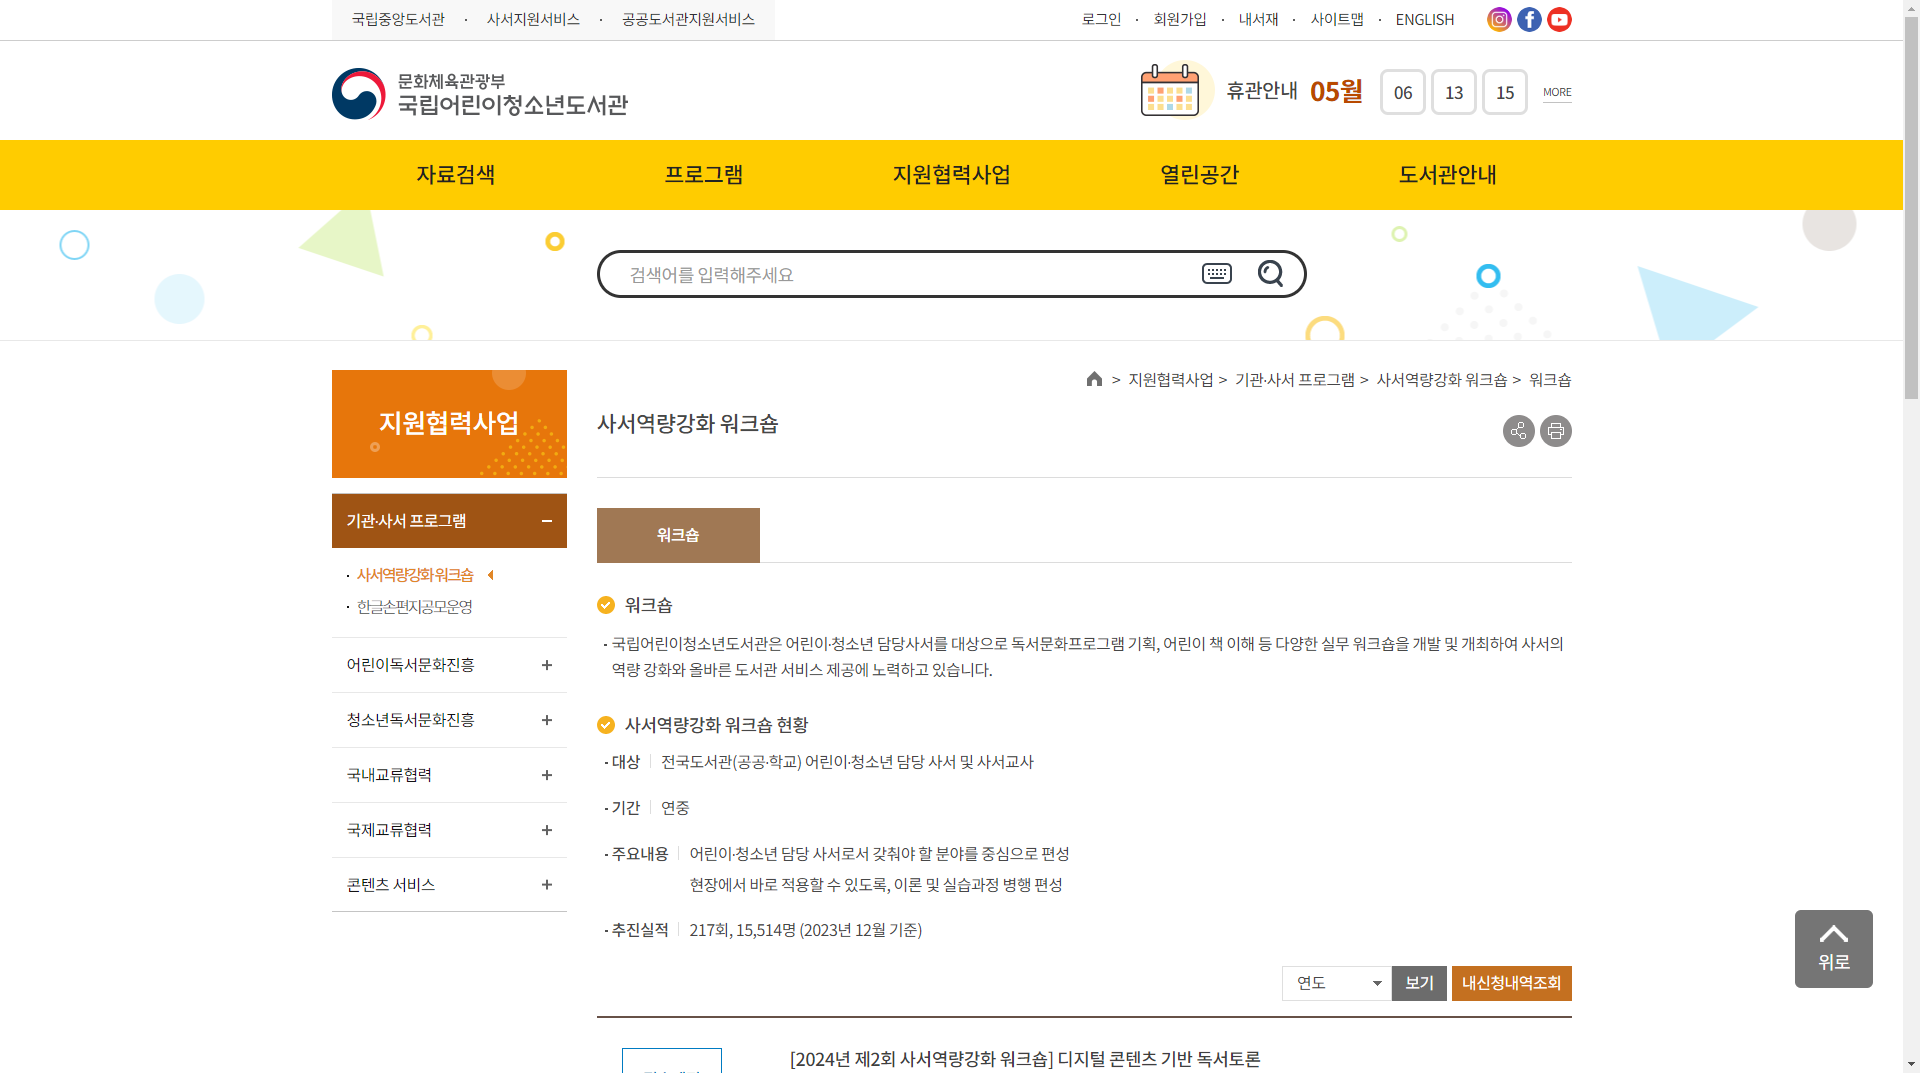 국립중앙도서관 · 사서지원서비스 · 공공도서관지원서비스
로그인 · 회원가입 · 내서재 · 사이트맵 · ENGLISH
문화체육관광부
국립어린이청소년도서관
휴관안내 05월 06 13 15 MORE
자료검색 프로그램 지원협력사업 열린공간 도서관안내
검색어를 입력해주세요
> 지원협력사업 > 기관·사서 프로그램 > 사서역량강화 워크숍 > 워크숍
지원협력사업
기관·사서 프로그램
· 사서역량강화 워크숍
· 한글손편지공모운영
어린이독서문화진흥
청소년독서문화진흥
국내교류협력
국제교류협력
콘텐츠 서비스
사서역량강화 워크숍
워크숍
워크숍
- 국립어린이청소년도서관은 어린이·청소년 담당사서를 대상으로 독서문화프로그램 기획, 어린이 책 이해 등 다양한 실무 워크숍을 개발 및 개최하여 사서의
역량 강화와 올바른 도서관 서비스 제공에 노력하고 있습니다.
사서역량강화 워크숍 현황
- 대상 전국도서관(공공·학교) 어린이·청소년 담당 사서 및 사서교사
- 기간 연중
- 주요내용 어린이·청소년 담당 사서로서 갖춰야 할 분야를 중심으로 편성
현장에서 바로 적용할 수 있도록, 이론 및 실습과정 병행 편성
- 추진실적 217회, 15,514명 (2023년 12월 기준)
연도 보기 내신청내역조회
[2024년 제2회 사서역량강화 워크숍] 디지털 콘텐츠 기반 독서토론
위로